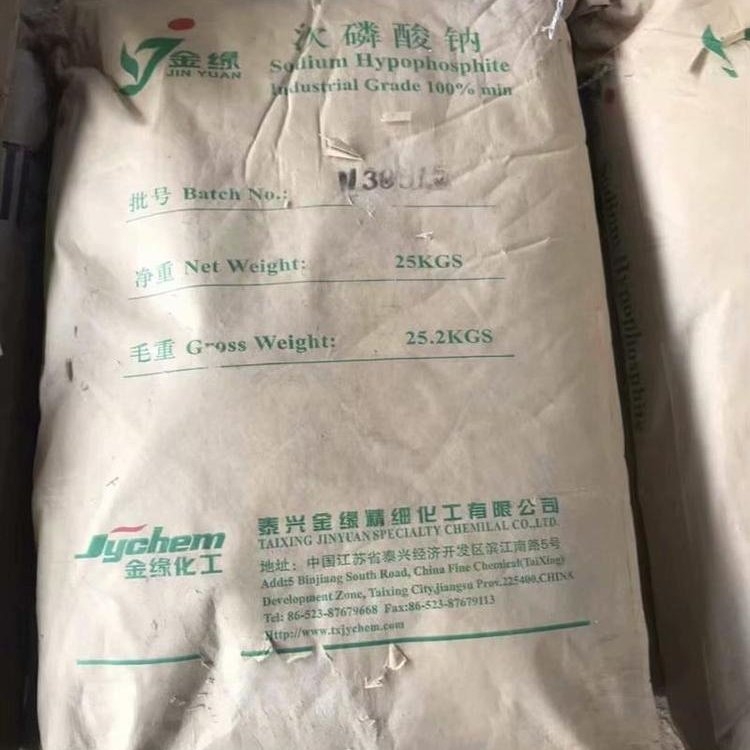 金缘
JIN YUAN
次磷酸钠
Sodium Hypophosphite
Industrial Grade 100% min
批号 Batch No.:
净重 Net Weight: 25KGS
毛重 Gross Weight: 25.2KGS
Jychem
金缘化工
泰兴金缘精细化工有限公司
TAIXING JINYUAN SPECIALTY CHEMILAL CO.,LTD.
地址：中国江苏省泰兴经济开发区滨江南路5号
Add:5 Binjiang South Road, China Fine Chemical(TaiXing)
Development Zone, Taixing City,jiangsu Prov.225400,CHINA
Tel: 86-523-87679668 Fax:86-523-87679113
Http://www.txjychem.com
Sodium Hypophosphite